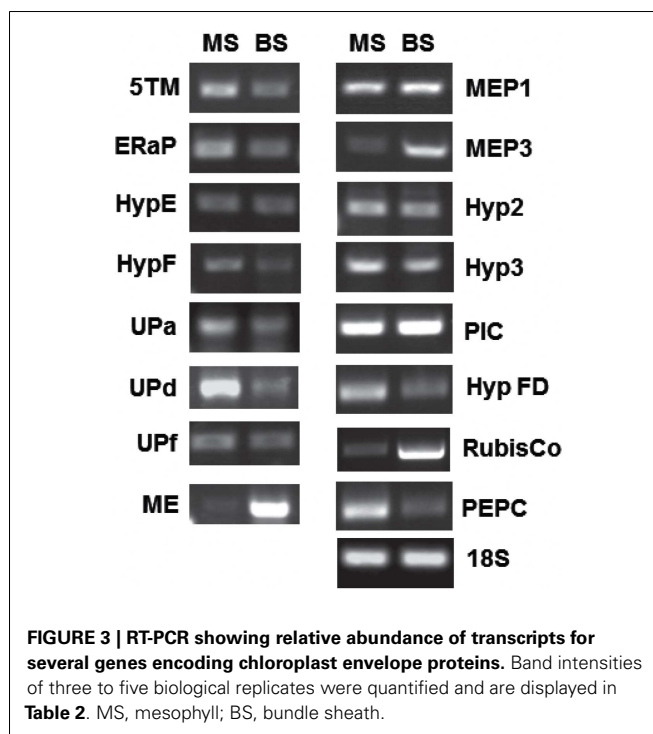 MS BS MS BS
5TM MEP1
ERaP MEP3
HypE Hyp2
HypF Hyp3
UPa PIC
UPd Hyp FD
UPf RubisCo
ME PEPC
18S
FIGURE 3 | RT-PCR showing relative abundance of transcripts for
several genes encoding chloroplast envelope proteins. Band intensities
of three to five biological replicates were quantified and are displayed in
Table 2. MS, mesophyll; BS, bundle sheath.